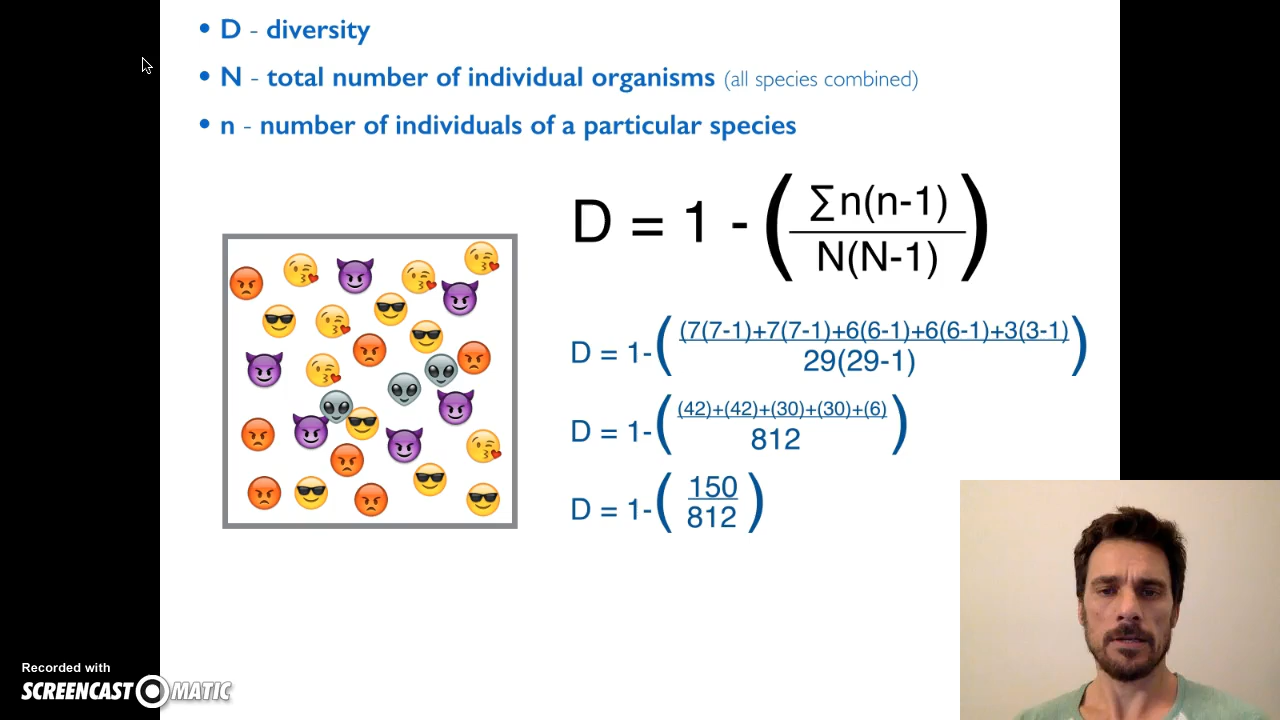 • D - diversity
• N - total number of individual organisms (all species combined)
• n - number of individuals of a particular species
D = 1 - (∑n(n-1)
N(N-1))
D = 1-((7(7-1)+7(7-1)+6(6-1)+6(6-1)+3(3-1)
29(29-1))
D = 1-((42)+(42)+(30)+(30)+(6)
812)
D = 1-(150
812)
Recorded with
SCREENCAST O MATIC